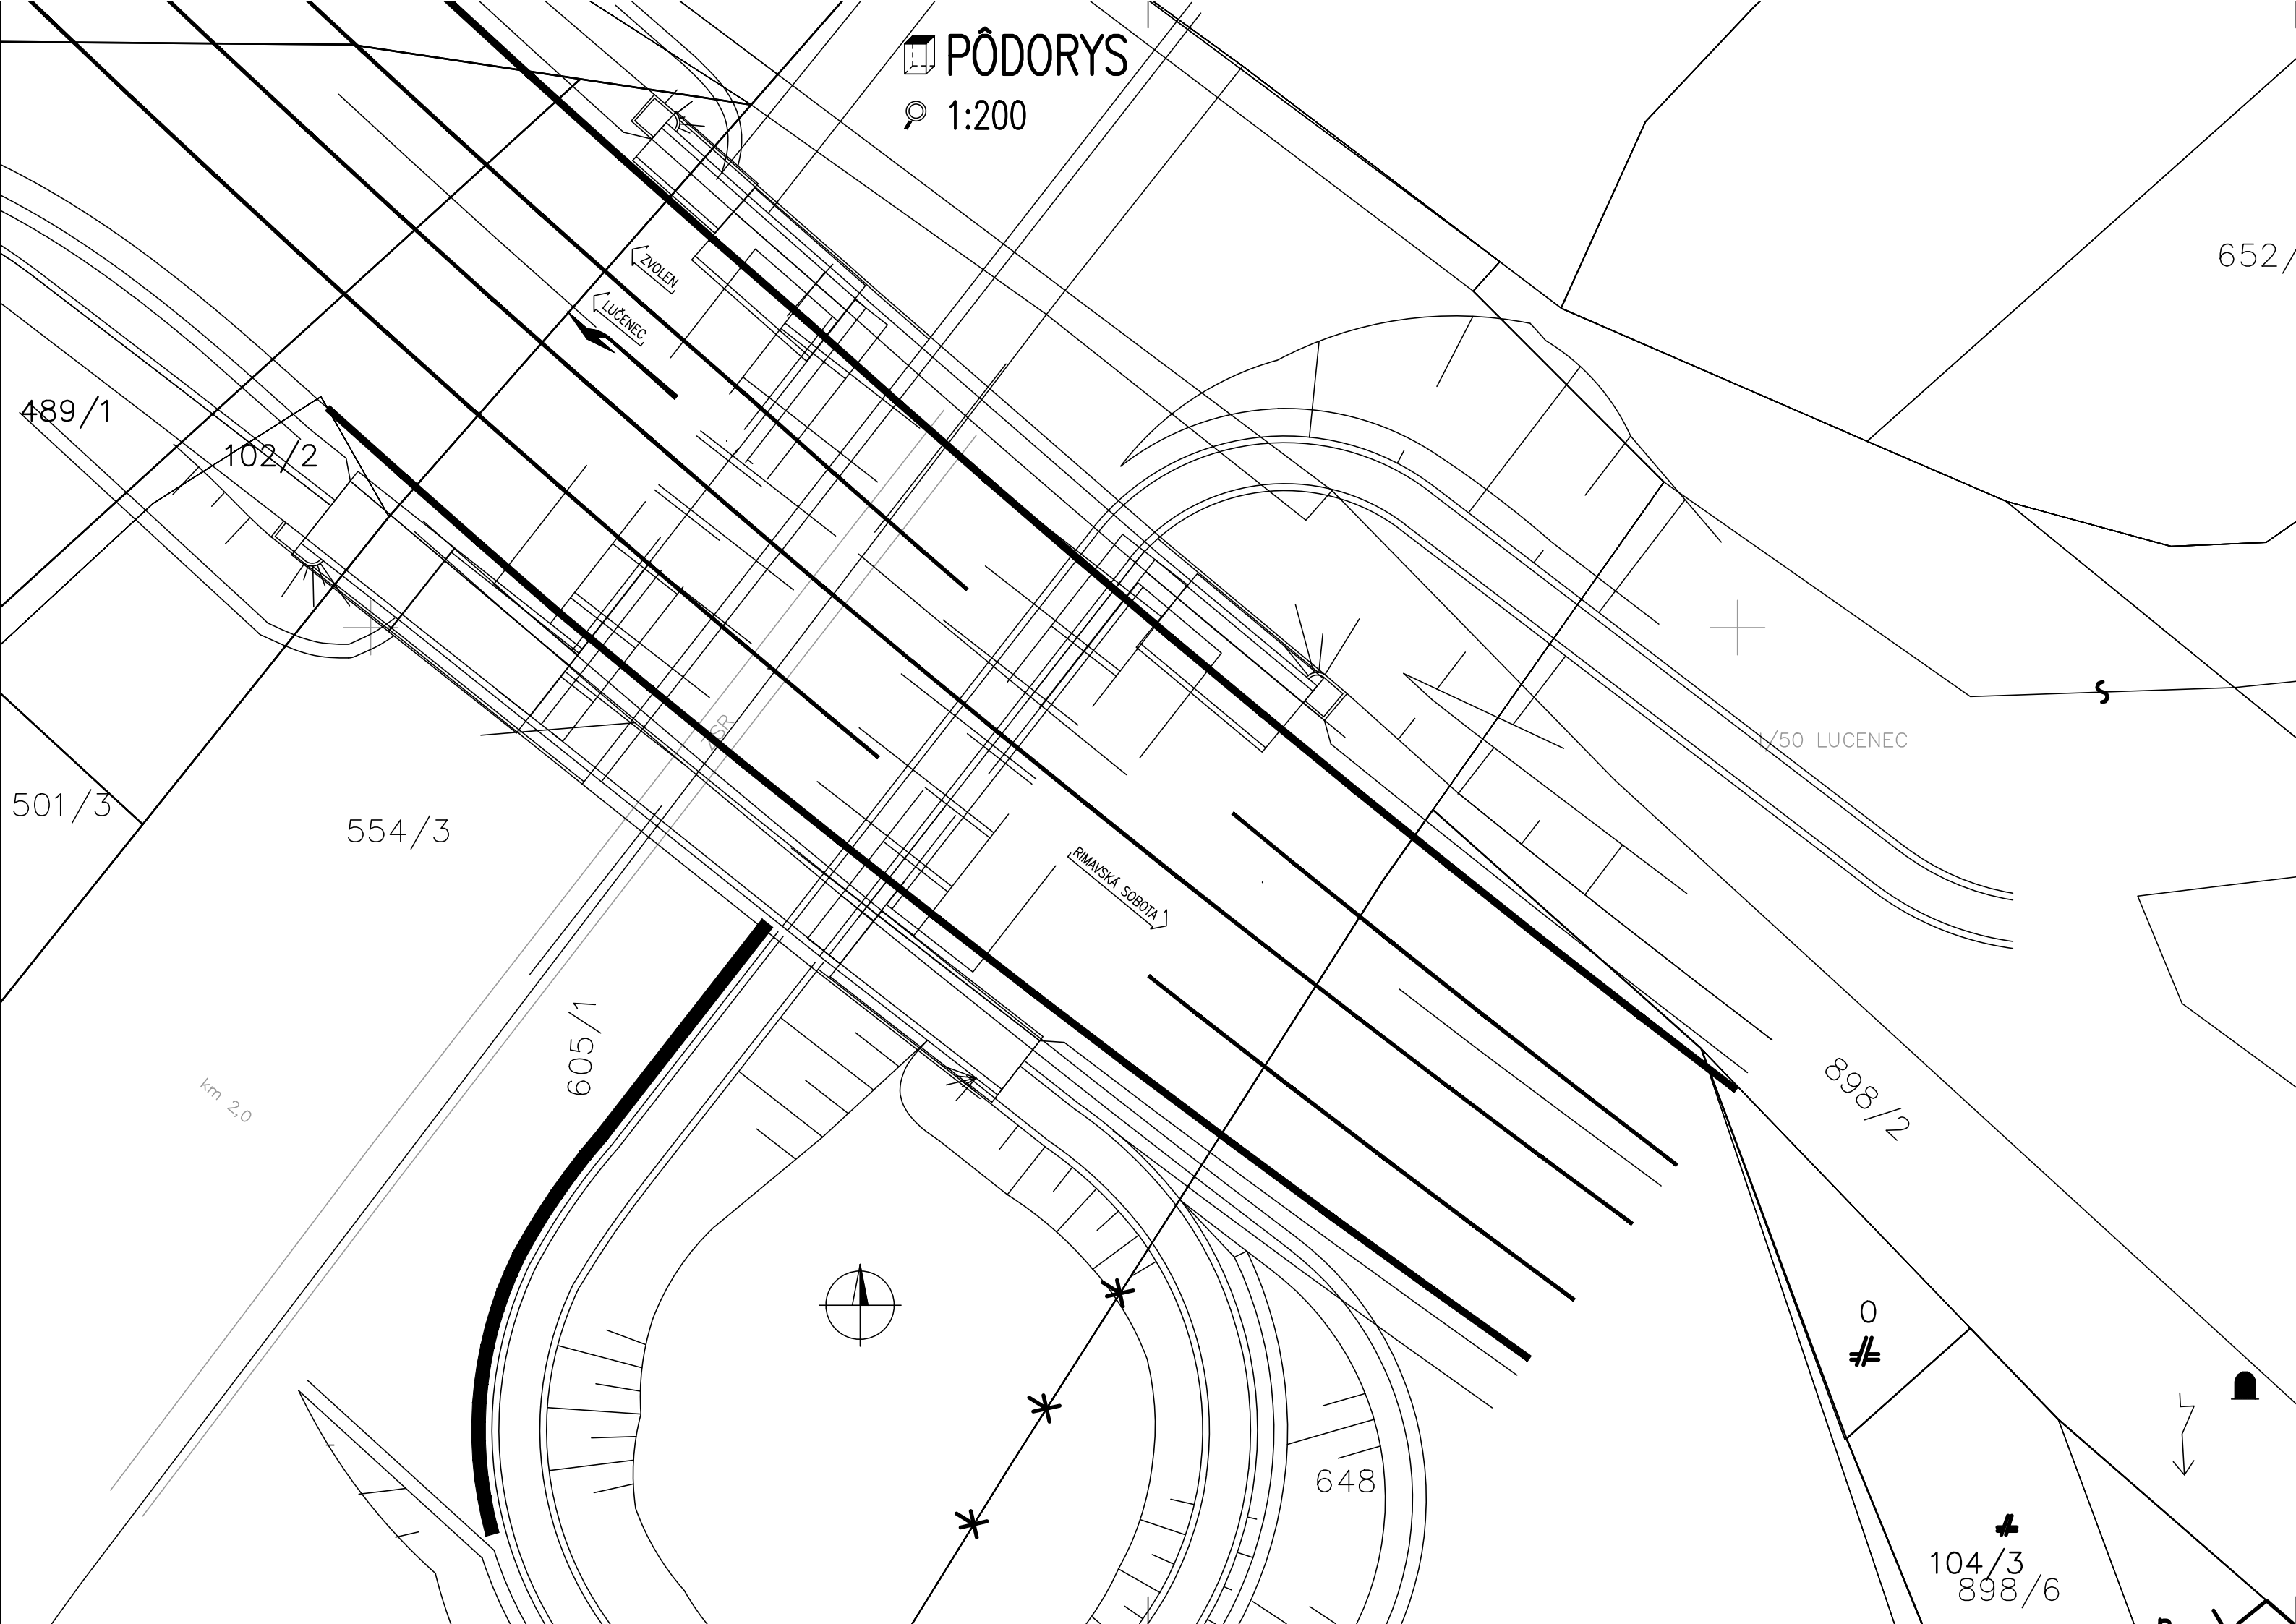 PÔDORYS
1:200
652/
ZVOLEN
LUČENEC
489/1
102/2
I/50 LUCENEC
501/3
554/3
RIMAVSKÁ SOBOTA
605/1
km 2,0
898/2
0
648
104/3
898/6